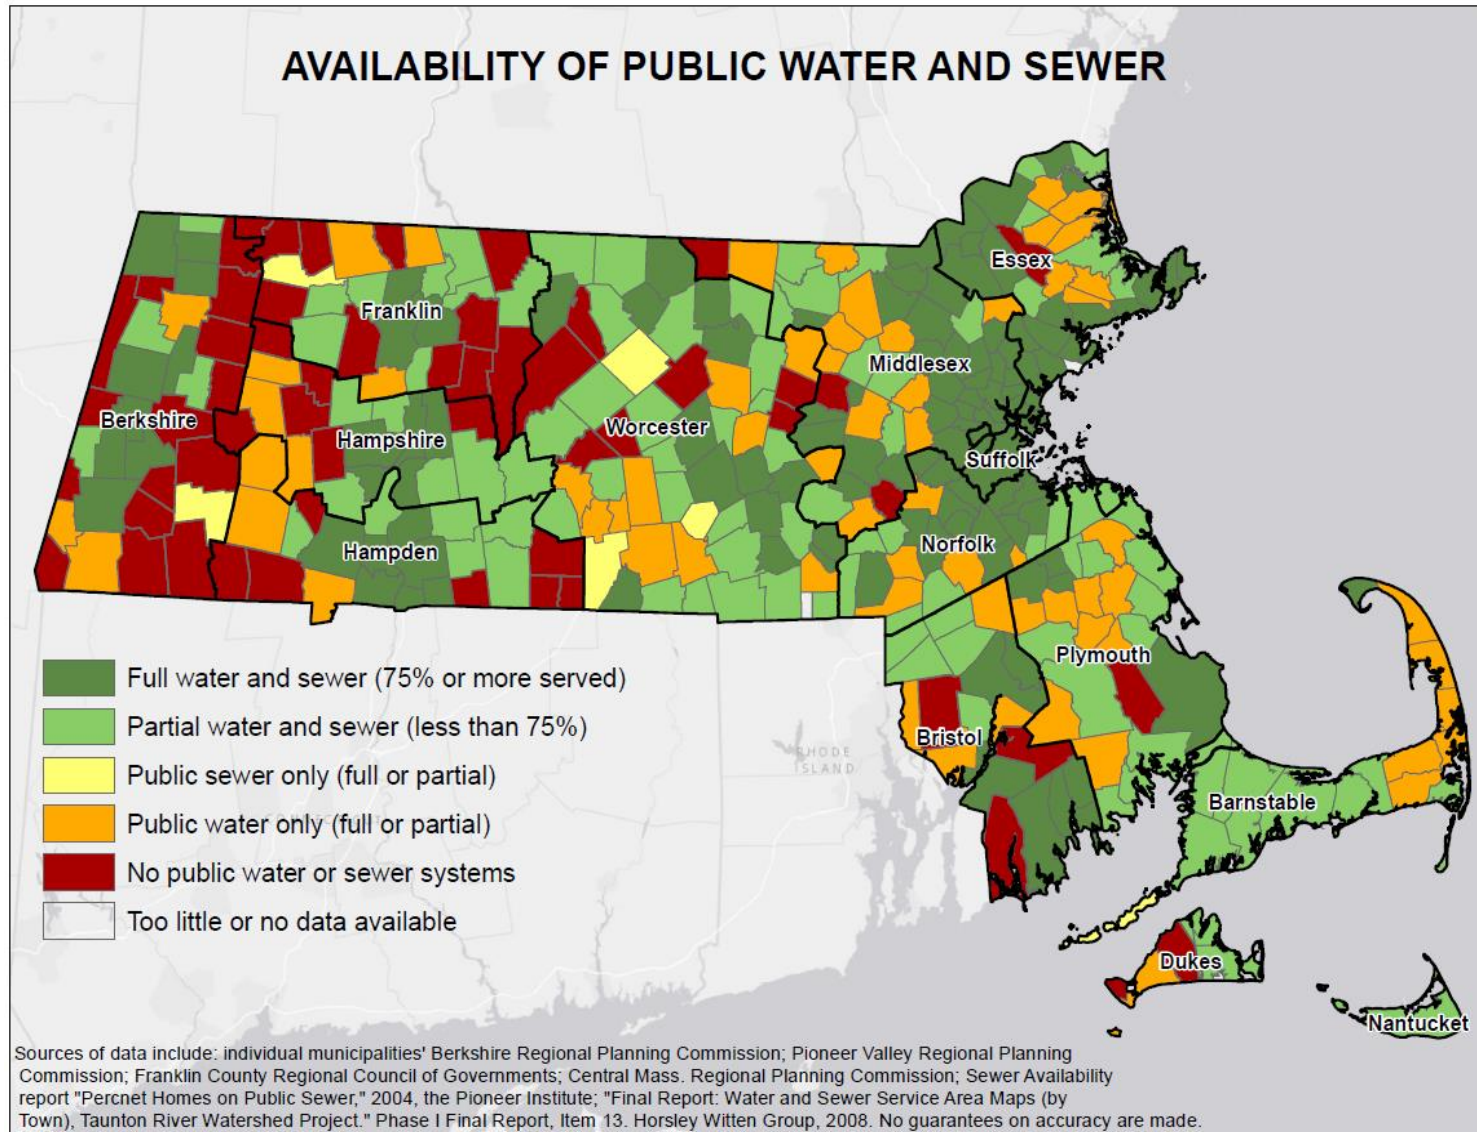 AVAILABILITY OF PUBLIC WATER AND SEWER
Essex
Franklin
Middlesex
Berkshire
Worcester
Hampshire
Suffolk
Hampden
Norfolk
Plymouth
Bristol
Barnstable
Dukes
Nantucket
RHODE
ISLAND
Full water and sewer (75% or more served)
Partial water and sewer (less than 75%)
Public sewer only (full or partial)
Public water only (full or partial)
No public water or sewer systems
Too little or no data available
Sources of data include: individual municipalities' Berkshire Regional Planning Commission; Pioneer Valley Regional Planning
Commission; Franklin County Regional Council of Governments; Central Mass. Regional Planning Commission; Sewer Availability
report "Percnet Homes on Public Sewer," 2004, the Pioneer Institute; "Final Report: Water and Sewer Service Area Maps (by
Town), Taunton River Watershed Project." Phase I Final Report, Item 13. Horsley Witten Group, 2008. No guarantees on accuracy are made.